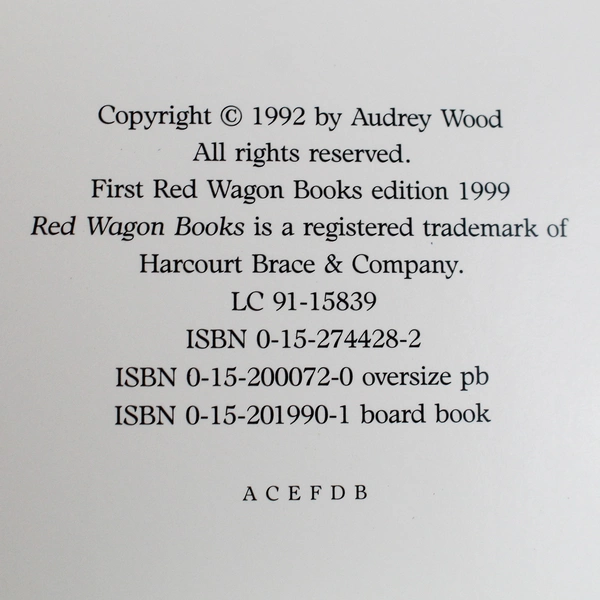 Copyright © 1992 by Audrey Wood
All rights reserved.
First Red Wagon Books edition 1999
Red Wagon Books is a registered trademark of
Harcourt Brace & Company.
LC 91-15839
ISBN 0-15-274428-2
ISBN 0-15-200072-0 oversize pb
ISBN 0-15-201990-1 board book
A C E F D B